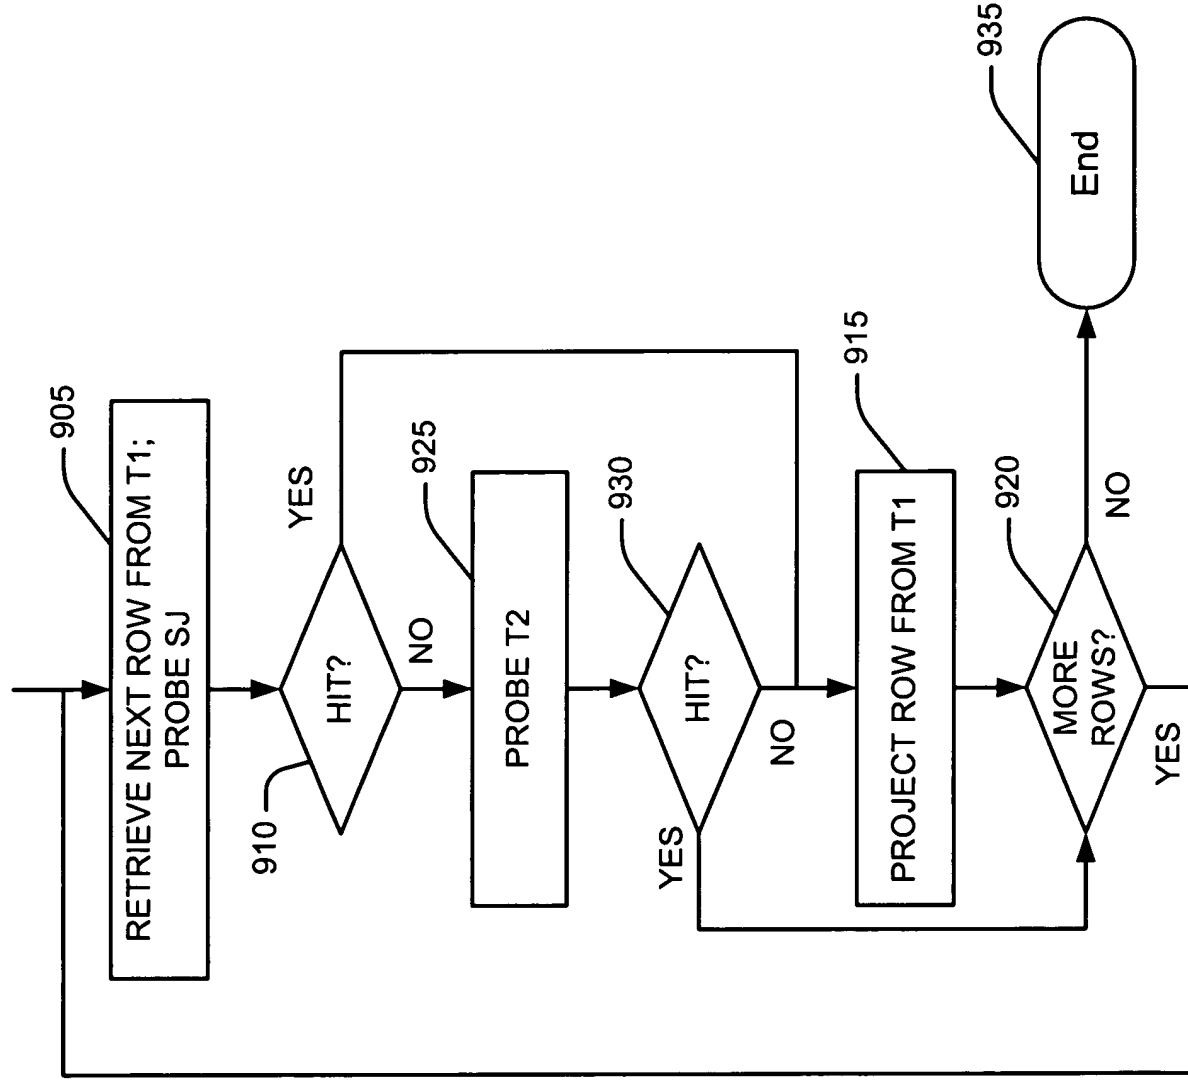 905
RETRIEVE NEXT ROW FROM T1;
PROBE SJ
910
HIT?
YES
NO
925
PROBE T2
930
HIT?
YES
NO
915
PROJECT ROW FROM T1
920
MORE
ROWS?
NO
YES
935
End